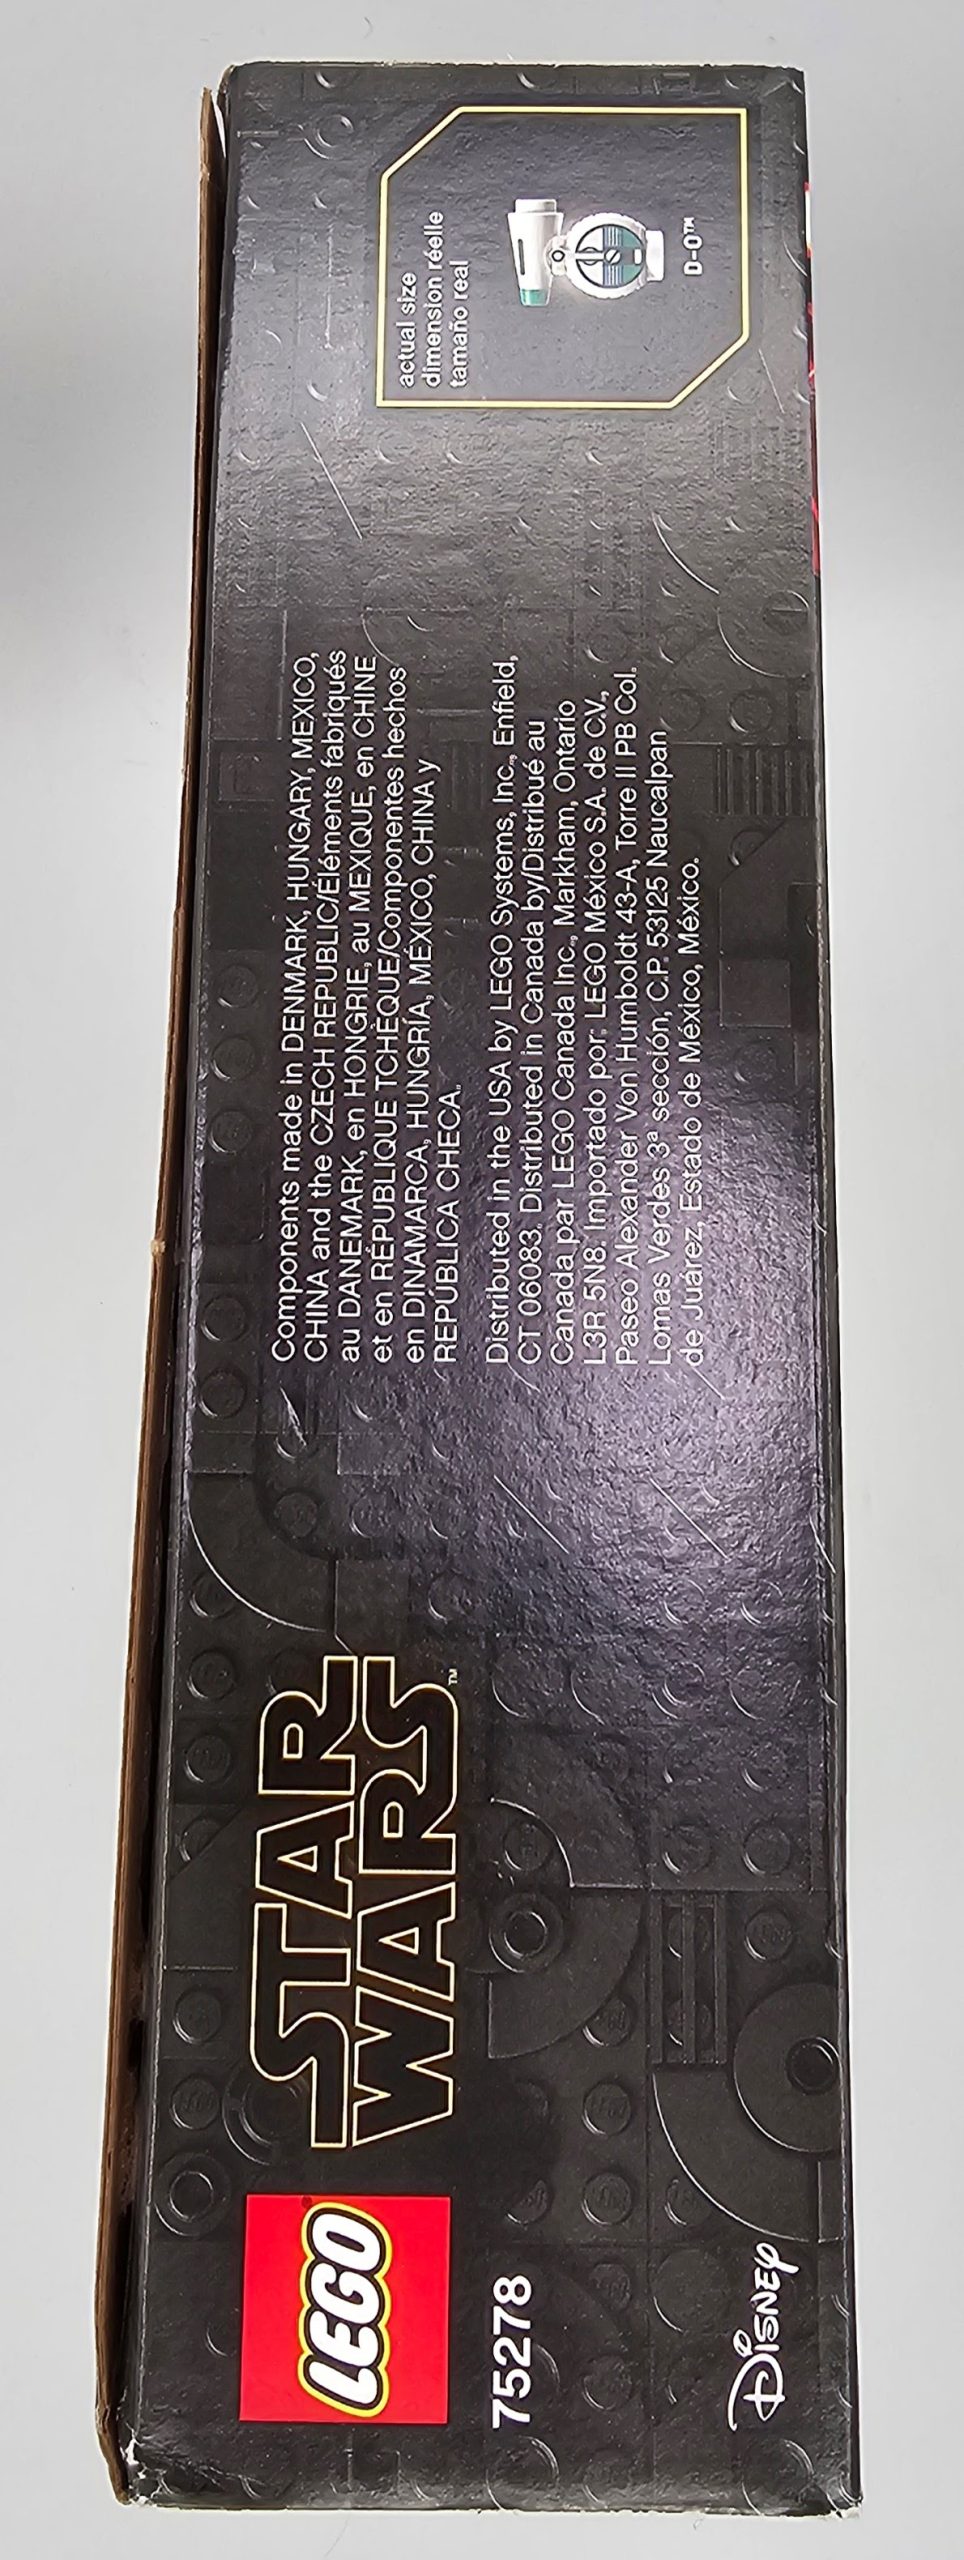 LEGO
STAR
WARS™
75278
Disney
Components made in DENMARK, HUNGARY, MEXICO,
CHINA and the CZECH REPUBLIC/Éléments fabriqués
au DANEMARK, en HONGRIE, au MEXIQUE, en CHINE
et en RÉPUBLIQUE TCHÈQUE/Componentes hechos
en DINAMARCA, HUNGRÍA, MÉXICO, CHINA y
REPÚBLICA CHECA.
Distributed in the USA by LEGO Systems, Inc., Enfield,
CT 06083. Distributed in Canada by/Distribué au
Canada par LEGO Canada Inc., Markham, Ontario
L3R 5N8. Importado por: LEGO México S.A. de C.V.,
Paseo Alexander Von Humboldt 43-A, Torre II PB Col.
Lomas Verdes 3ª sección, C.P. 53125 Naucalpan
de Juárez, Estado de México, México.
actual size
dimension réelle
tamaño real
D-O™